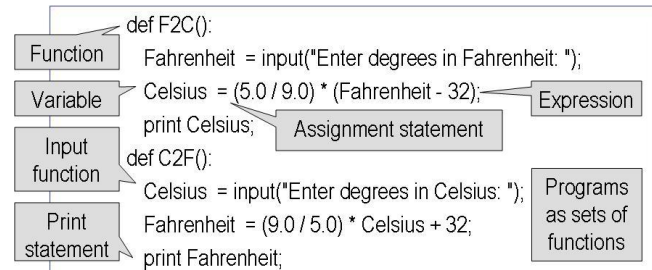 def F2C():
Function
Fahrenheit = input("Enter degrees in Fahrenheit: ");
Variable
Celsius = (5.0 / 9.0) * (Fahrenheit - 32);
Expression
print Celsius;
Assignment statement
Input
function
def C2F():
Celsius = input("Enter degrees in Celsius: ");
Programs
as sets of
functions
Print
statement
Fahrenheit = (9.0 / 5.0) * Celsius + 32;
print Fahrenheit;